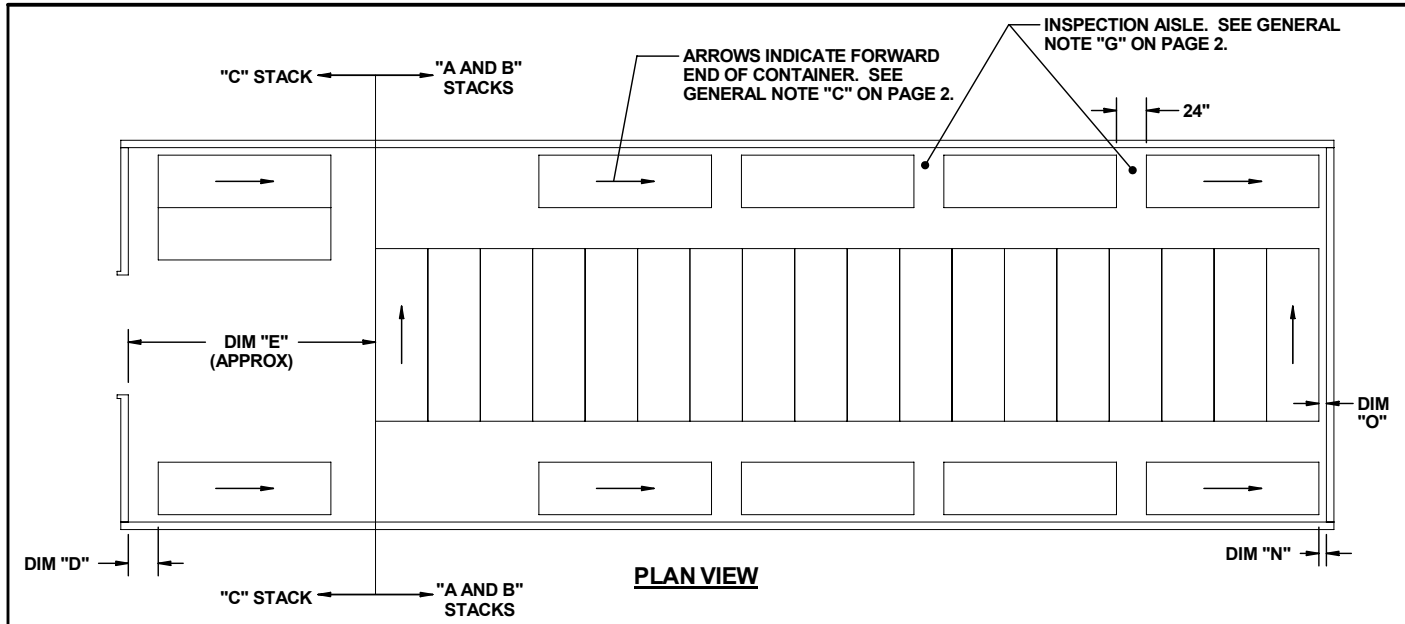 INSPECTION AISLE. SEE GENERAL
NOTE "G" ON PAGE 2.
ARROWS INDICATE FORWARD
END OF CONTAINER. SEE
GENERAL NOTE "C" ON PAGE 2.
"C" STACK
"A AND B"
STACKS
24"
DIM "E"
(APPROX)
DIM
"O"
DIM "D"
DIM "N"
PLAN VIEW
"C" STACK
"A AND B"
STACKS